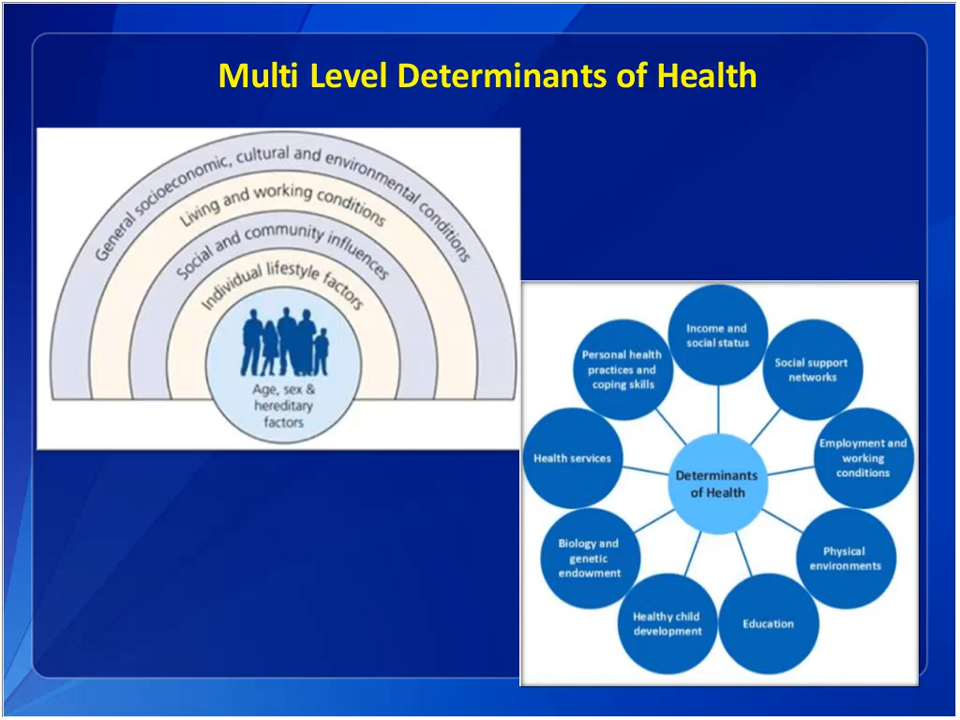 Multi Level Determinants of Health
General socioeconomic, cultural and environmental conditions
Living and working conditions
Social and community influences
Individual lifestyle factors
Age, sex &
hereditary
factors
Income and
social status
Social support
networks
Employment and
working
conditions
Physical
environments
Education
Healthy child
development
Biology and
genetic
endowment
Health services
Personal health
practices and
coping skills
Determinants
of Health